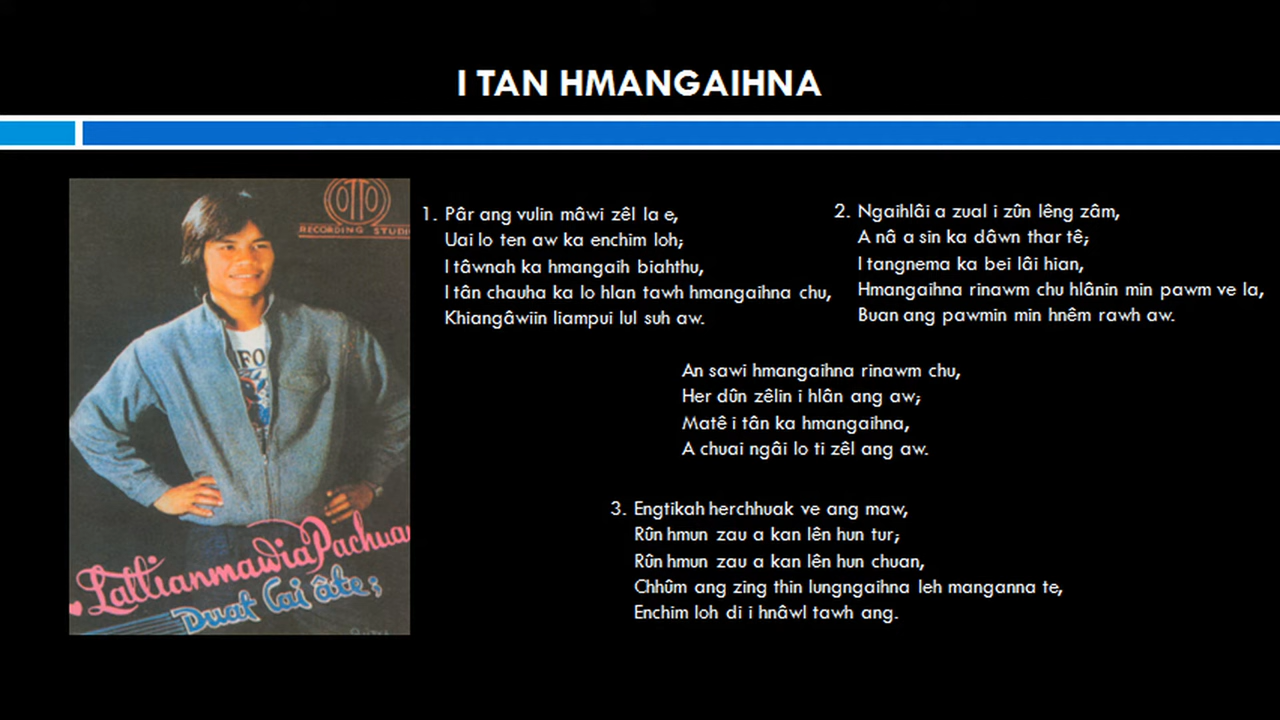 I TAN HMANGAIHNA
OTTO
RECORDING STUDI
FO
Lallianmawia Pachuau
Duat Lai âte;
1. Pâr ang vulin mâwi zêl la e,
Uai lo ten aw ka enchim loh;
I tâwnah ka hmangaih biahthu,
I tân chauha ka lo hlan tawh hmangaihna chu,
Khiangâwiin liampui lul suh aw.
2. Ngaihlâi a zual i zûn lêng zâm,
A nâ a sin ka dâwn thar tê;
I tangnema ka bei lâi hian,
Hmangaihna rinawm chu hlânin min pawm ve la,
Buan ang pawmin min hnêm rawh aw.
An sawi hmangaihna rinawm chu,
Her dûn zêlin i hlân ang aw;
Matê i tân ka hmangaihna,
A chuai ngâi lo ti zêl ang aw.
3. Engtikah herchhuak ve ang maw,
Rûn hmun zau a kan lên hun tur;
Rûn hmun zau a kan lên hun chuan,
Chhûm ang zing thin lungngaihna leh manganna te,
Enchim loh di i hnâwl tawh ang.